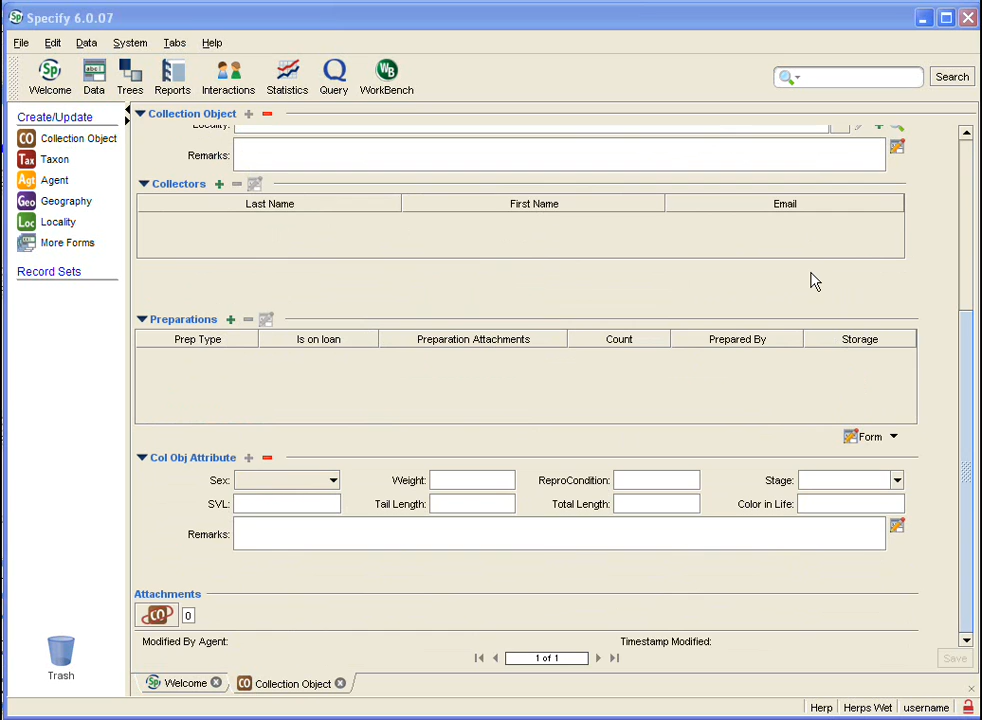 Specify 6.0.07
File Edit Data System Tabs Help
Welcome Data Trees Reports Interactions Statistics Query WorkBench Search
Create/Update
Collection Object
Taxon
Agent
Geography
Locality
More Forms
Record Sets
Trash
Collection Object
Locality:
Remarks:
Collectors
Last Name First Name Email
Preparations
Prep Type Is on loan Preparation Attachments Count Prepared By Storage
Form
Col Obj Attribute
Sex: Weight: ReproCondition: Stage:
SVL: Tail Length: Total Length: Color in Life:
Remarks:
Attachments
CO 0
Modified By Agent: Timestamp Modified:
1 of 1
Save
Welcome Collection Object
Herp Herps Wet username